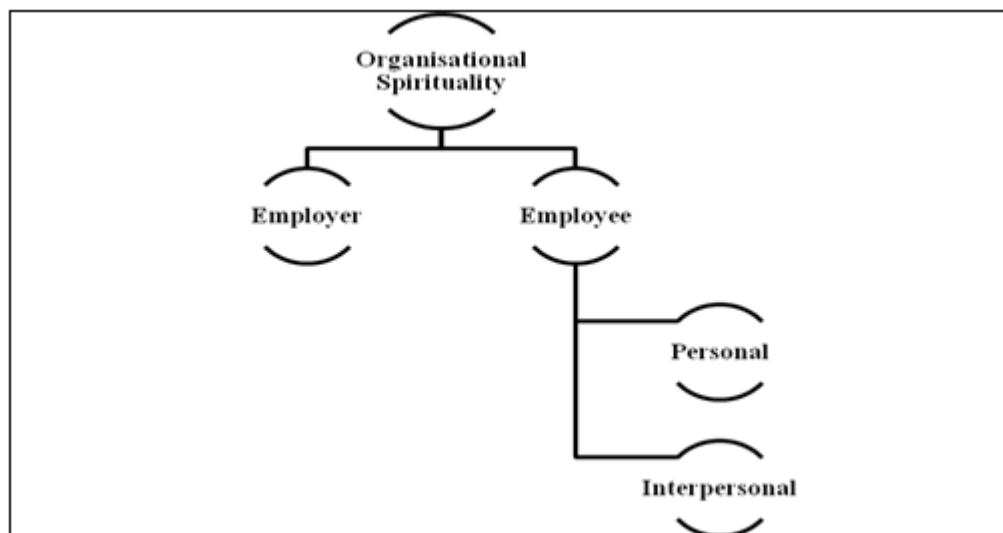 Organisational
Spirituality
Employer
Employee
Personal
Interpersonal